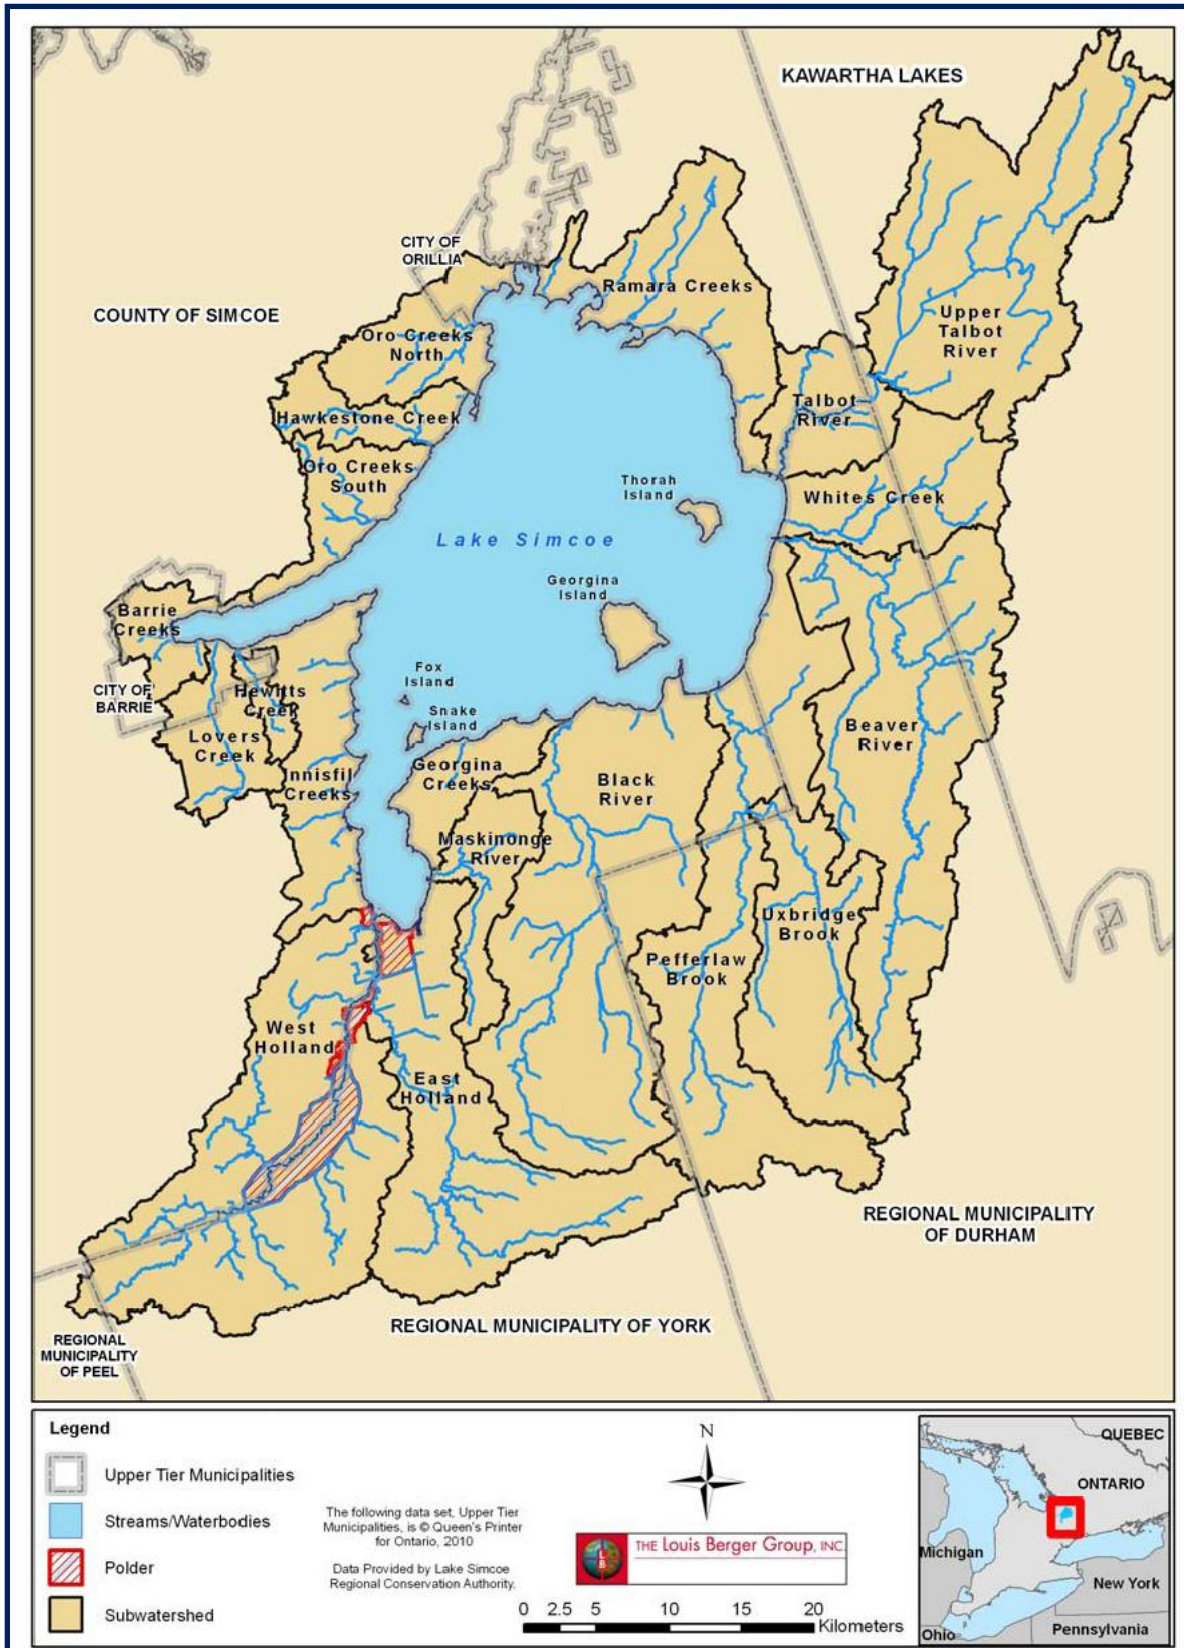 KAWARTHA LAKES
CITY OF
ORILLIA
Ramara Creeks
COUNTY OF SIMCOE
Upper
Talbot
River
Oro Creeks
North
Talbot
River
Hawkestone Creek
Oro Creeks
South
Thorah
Island
Whites Creek
Lake Simcoe
Georgina
Island
Barrie
Creeks
Fox
Island
CITY OF
BARRIE
Hewitts
Creek
Snake
Island
Lovers
Creek
Beaver
River
Innisfil
Creeks
Georgina
Creeks
Black
River
Maskinonge
River
Uxbridge
Brook
Pefferlaw
Brook
West
Holland
East
Holland
REGIONAL MUNICIPALITY
OF DURHAM
REGIONAL MUNICIPALITY OF YORK
REGIONAL
MUNICIPALITY
OF PEEL
Legend
Upper Tier Municipalities
Streams/Waterbodies
Polder
Subwatershed
The following data set, Upper Tier
Municipalities, is © Queen's Printer
for Ontario, 2010
Data Provided by Lake Simcoe
Regional Conservation Authority.
N
L
B
THE Louis Berger Group, INC.
0 2.5 5 10 15 20
Kilometers
QUEBEC
ONTARIO
Michigan
New York
Ohio
Pennsylvania